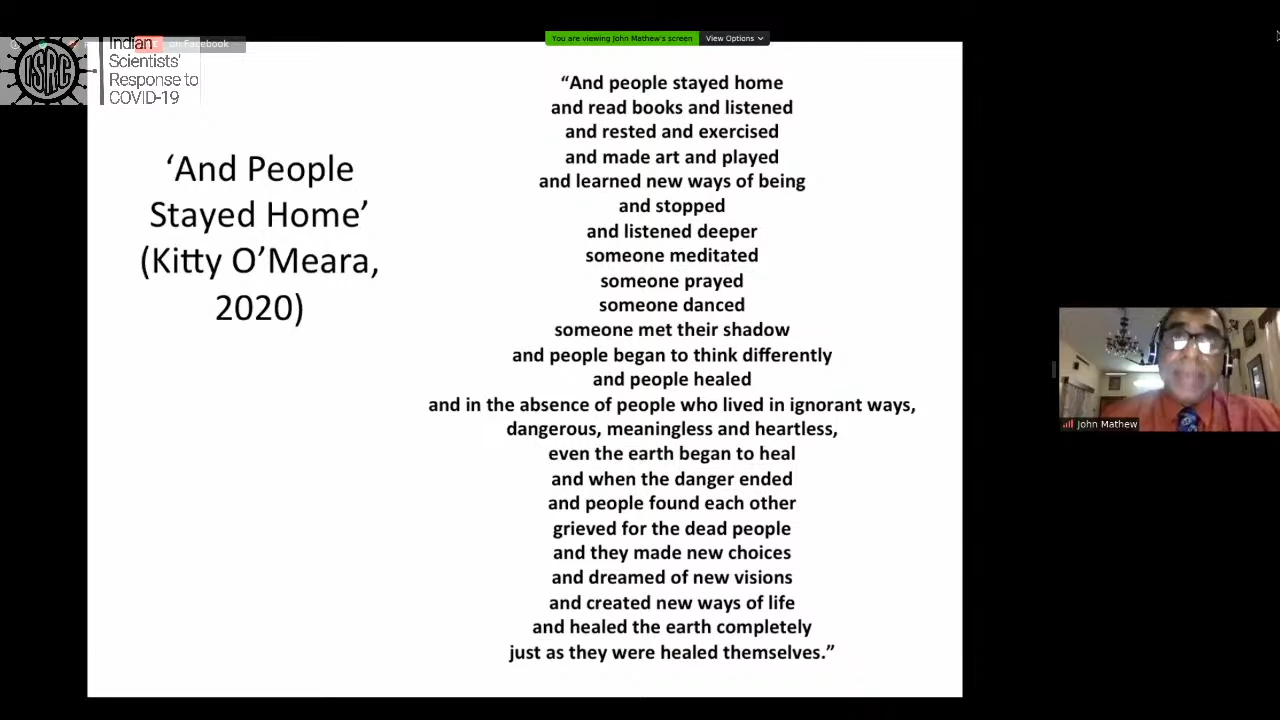 Indian
Scientists'
Response to
COVID-19
ISRC
on Facebook
You are viewing John Mathew's screen
View Options
'And People
Stayed Home'
(Kitty O'Meara,
2020)
"And people stayed home
and read books and listened
and rested and exercised
and made art and played
and learned new ways of being
and stopped
and listened deeper
someone meditated
someone prayed
someone danced
someone met their shadow
and people began to think differently
and people healed
and in the absence of people who lived in ignorant ways,
dangerous, meaningless and heartless,
even the earth began to heal
and when the danger ended
and people found each other
grieved for the dead people
and they made new choices
and dreamed of new visions
and created new ways of life
and healed the earth completely
just as they were healed themselves."
John Mathew